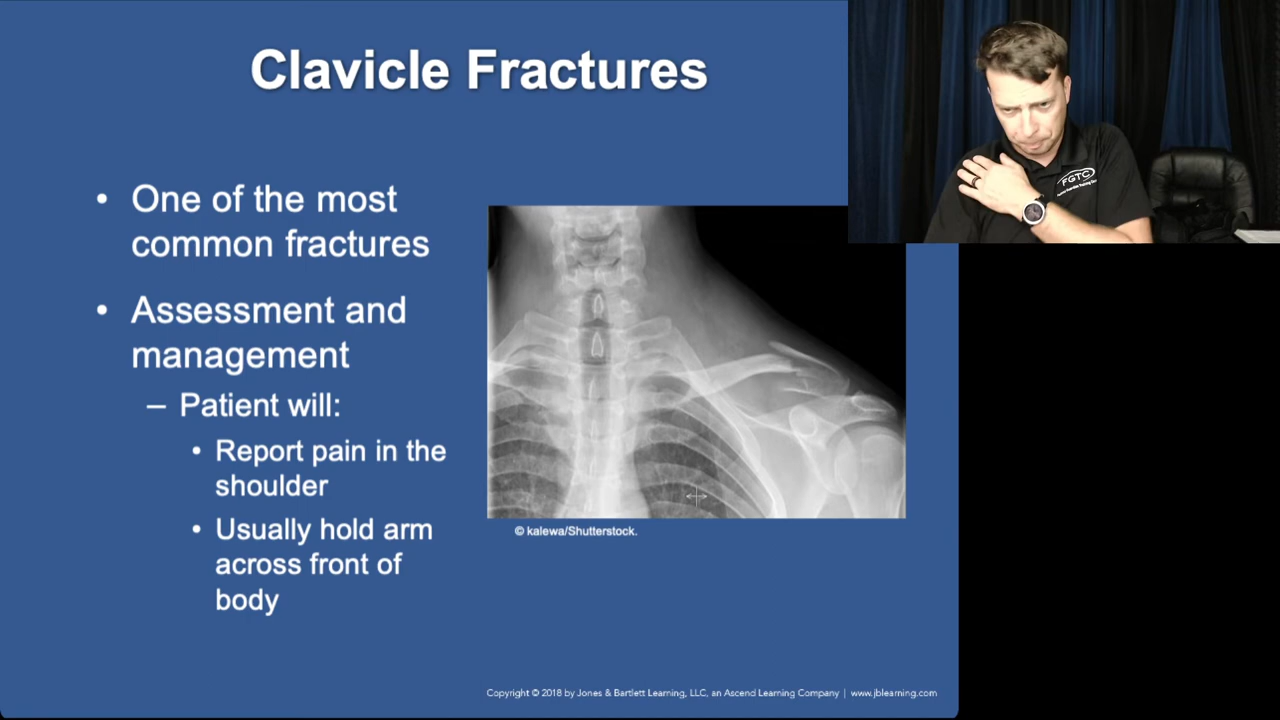 Clavicle Fractures
• One of the most
common fractures
• Assessment and
management
– Patient will:
• Report pain in the
shoulder
• Usually hold arm
across front of
body
© kalewa/Shutterstock.
Copyright © 2018 by Jones & Bartlett Learning, LLC, an Ascend Learning Company | www.jblearning.com
FGTC